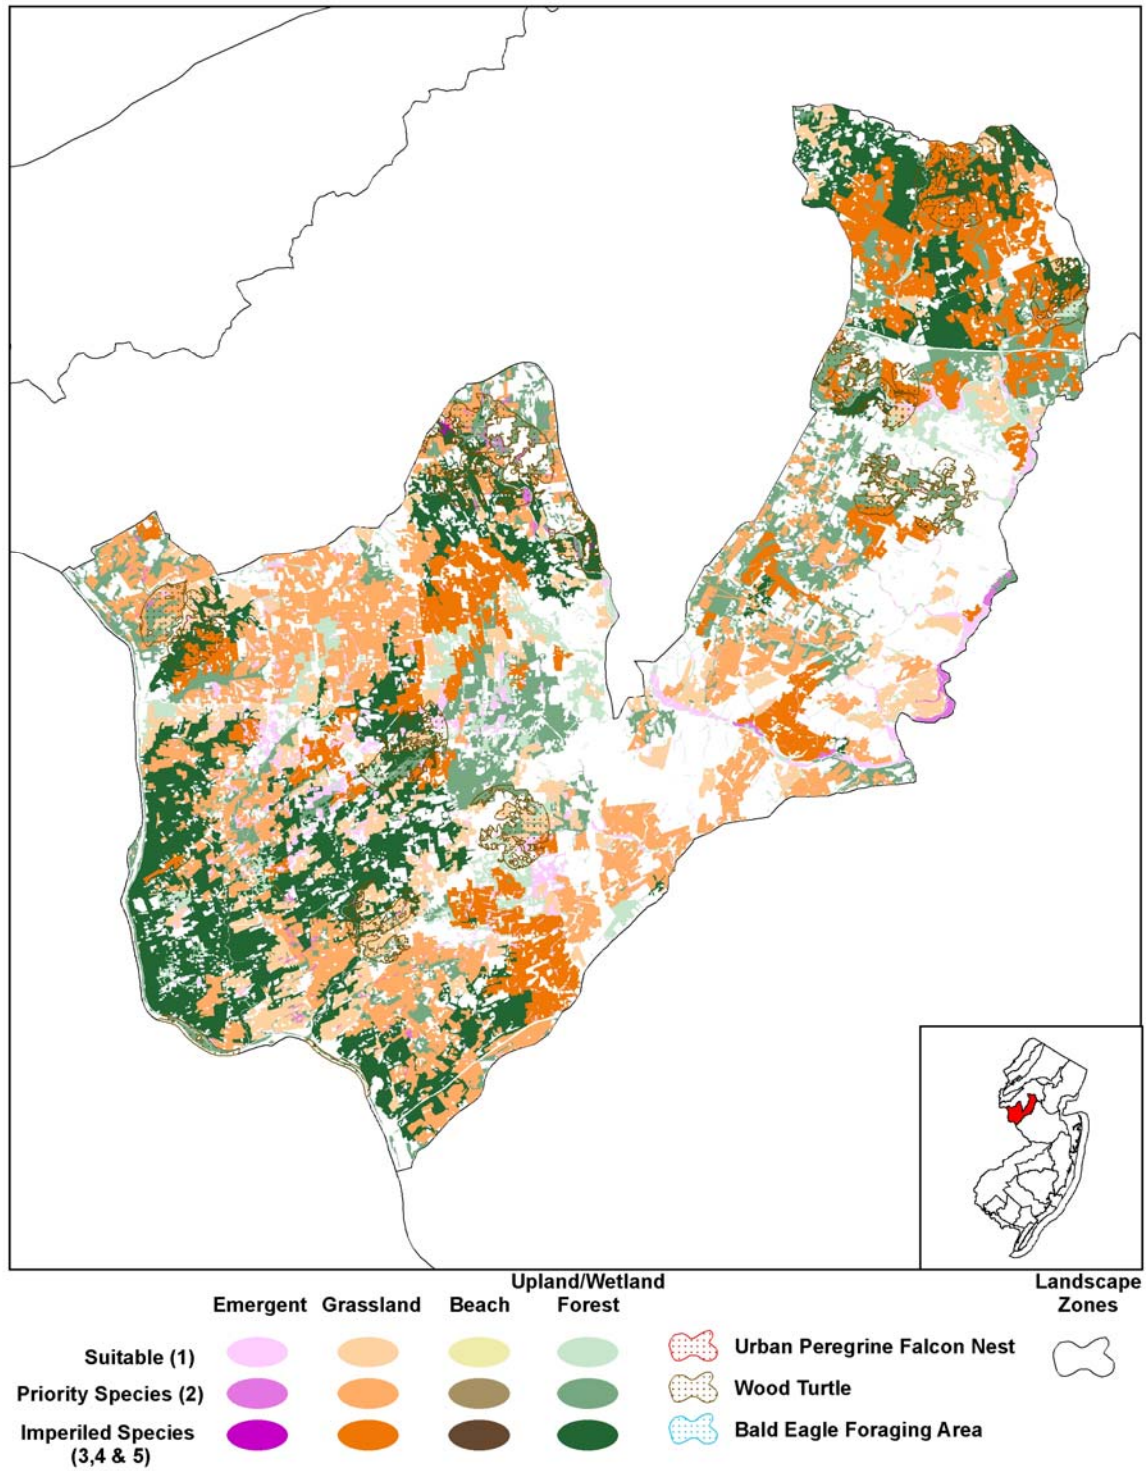 Upland/Wetland
Landscape
Emergent Grassland Beach Forest Zones
Suitable (1)
Priority Species (2)
Imperiled Species
(3,4 & 5)
Urban Peregrine Falcon Nest
Wood Turtle
Bald Eagle Foraging Area